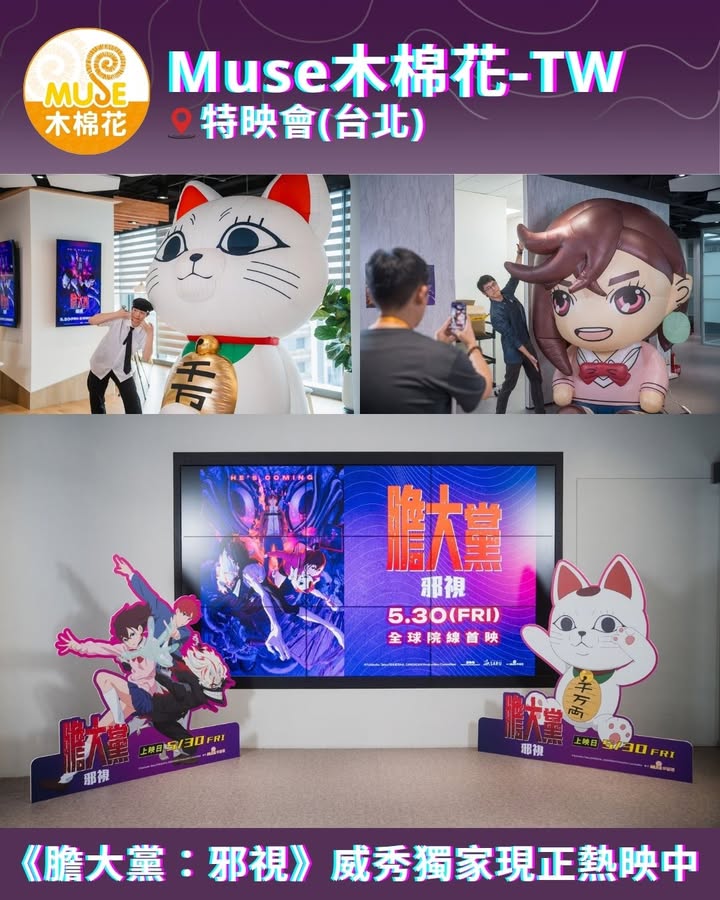 MUSE
木棉花
Muse木棉花-TW
特映會(台北)
千万
HE'S COMING
膽大黨
邪視
5.30(FRI)
全球院線首映
膽大黨
邪視
上映日 5/30 FRI
千万両
膽大黨
邪視
上映日 5/30 FRI
《膽大黨：邪視》威秀獨家現正熱映中